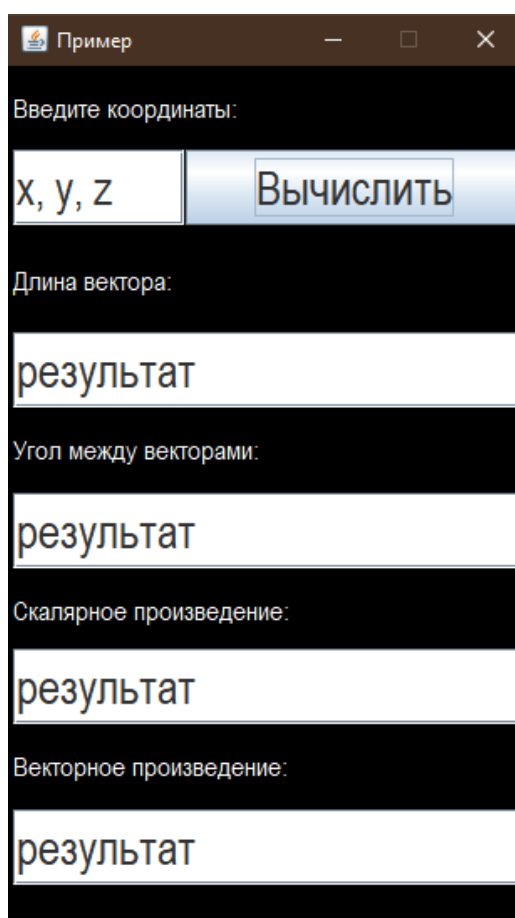 Пример
Введите координаты:
x, y, z Вычислить
Длина вектора:
результат
Угол между векторами:
результат
Скалярное произведение:
результат
Векторное произведение:
результат